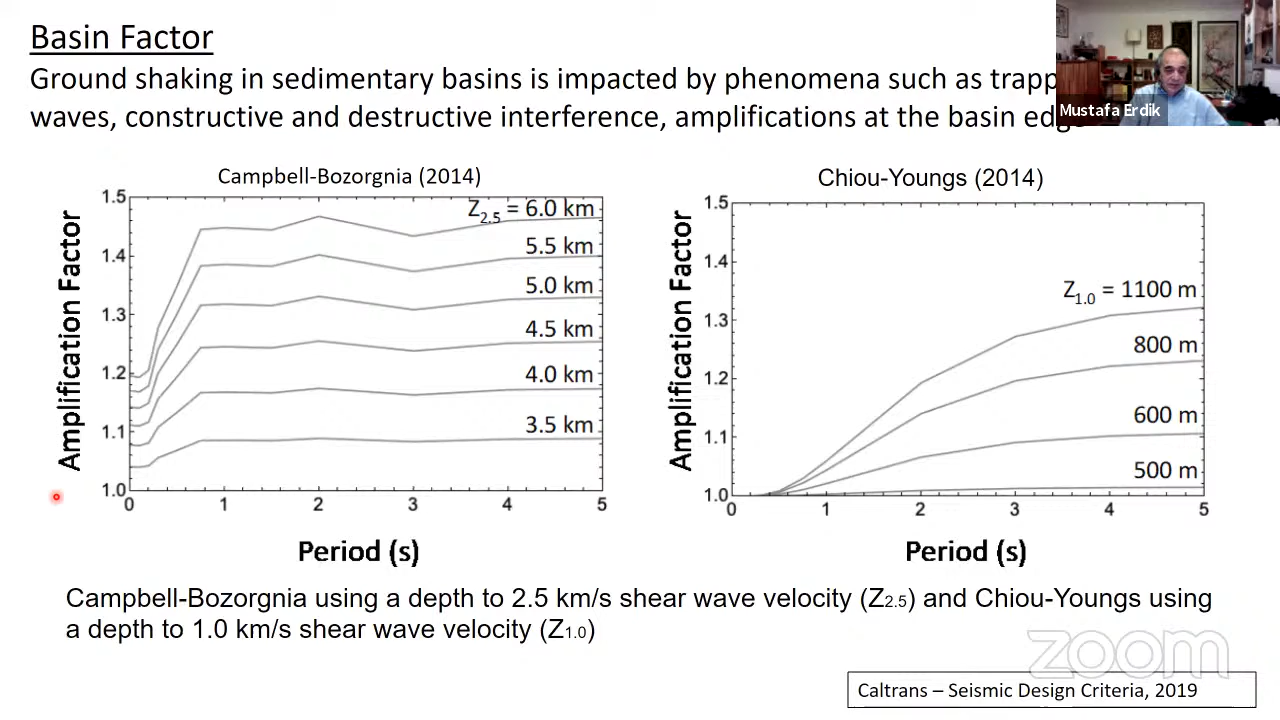 Basin Factor
Ground shaking in sedimentary basins is impacted by phenomena such as
waves, constructive and destructive interference, amplifications at the basin
Mustafa Erdik
Campbell-Bozorgnia (2014)
Amplification Factor
1.5
1.4
1.3
1.2
1.1
1.0
Z2.5 = 6.0 km
5.5 km
5.0 km
4.5 km
4.0 km
3.5 km
0 1 2 3 4 5
Period (s)
Chiou-Youngs (2014)
Amplification Factor
1.5
1.4
1.3
1.2
1.1
1.0
Z1.0 = 1100 m
800 m
600 m
500 m
0 1 2 3 4 5
Period (s)
Campbell-Bozorgnia using a depth to 2.5 km/s shear wave velocity (Z2.5) and Chiou-Youngs using
a depth to 1.0 km/s shear wave velocity (Z1.0)
zoom
Caltrans – Seismic Design Criteria, 2019